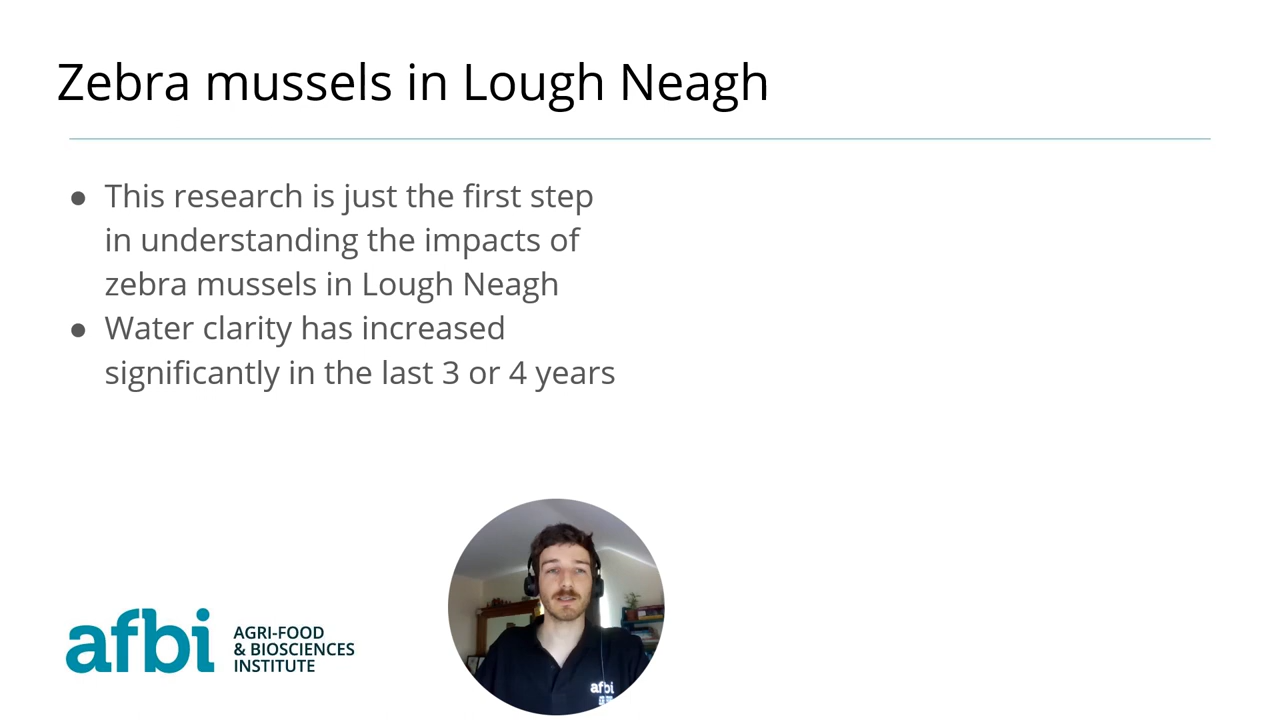 Zebra mussels in Lough Neagh
● This research is just the first step
in understanding the impacts of
zebra mussels in Lough Neagh
● Water clarity has increased
significantly in the last 3 or 4 years
afbi
AGRI-FOOD
& BIOSCIENCES
INSTITUTE
afbi